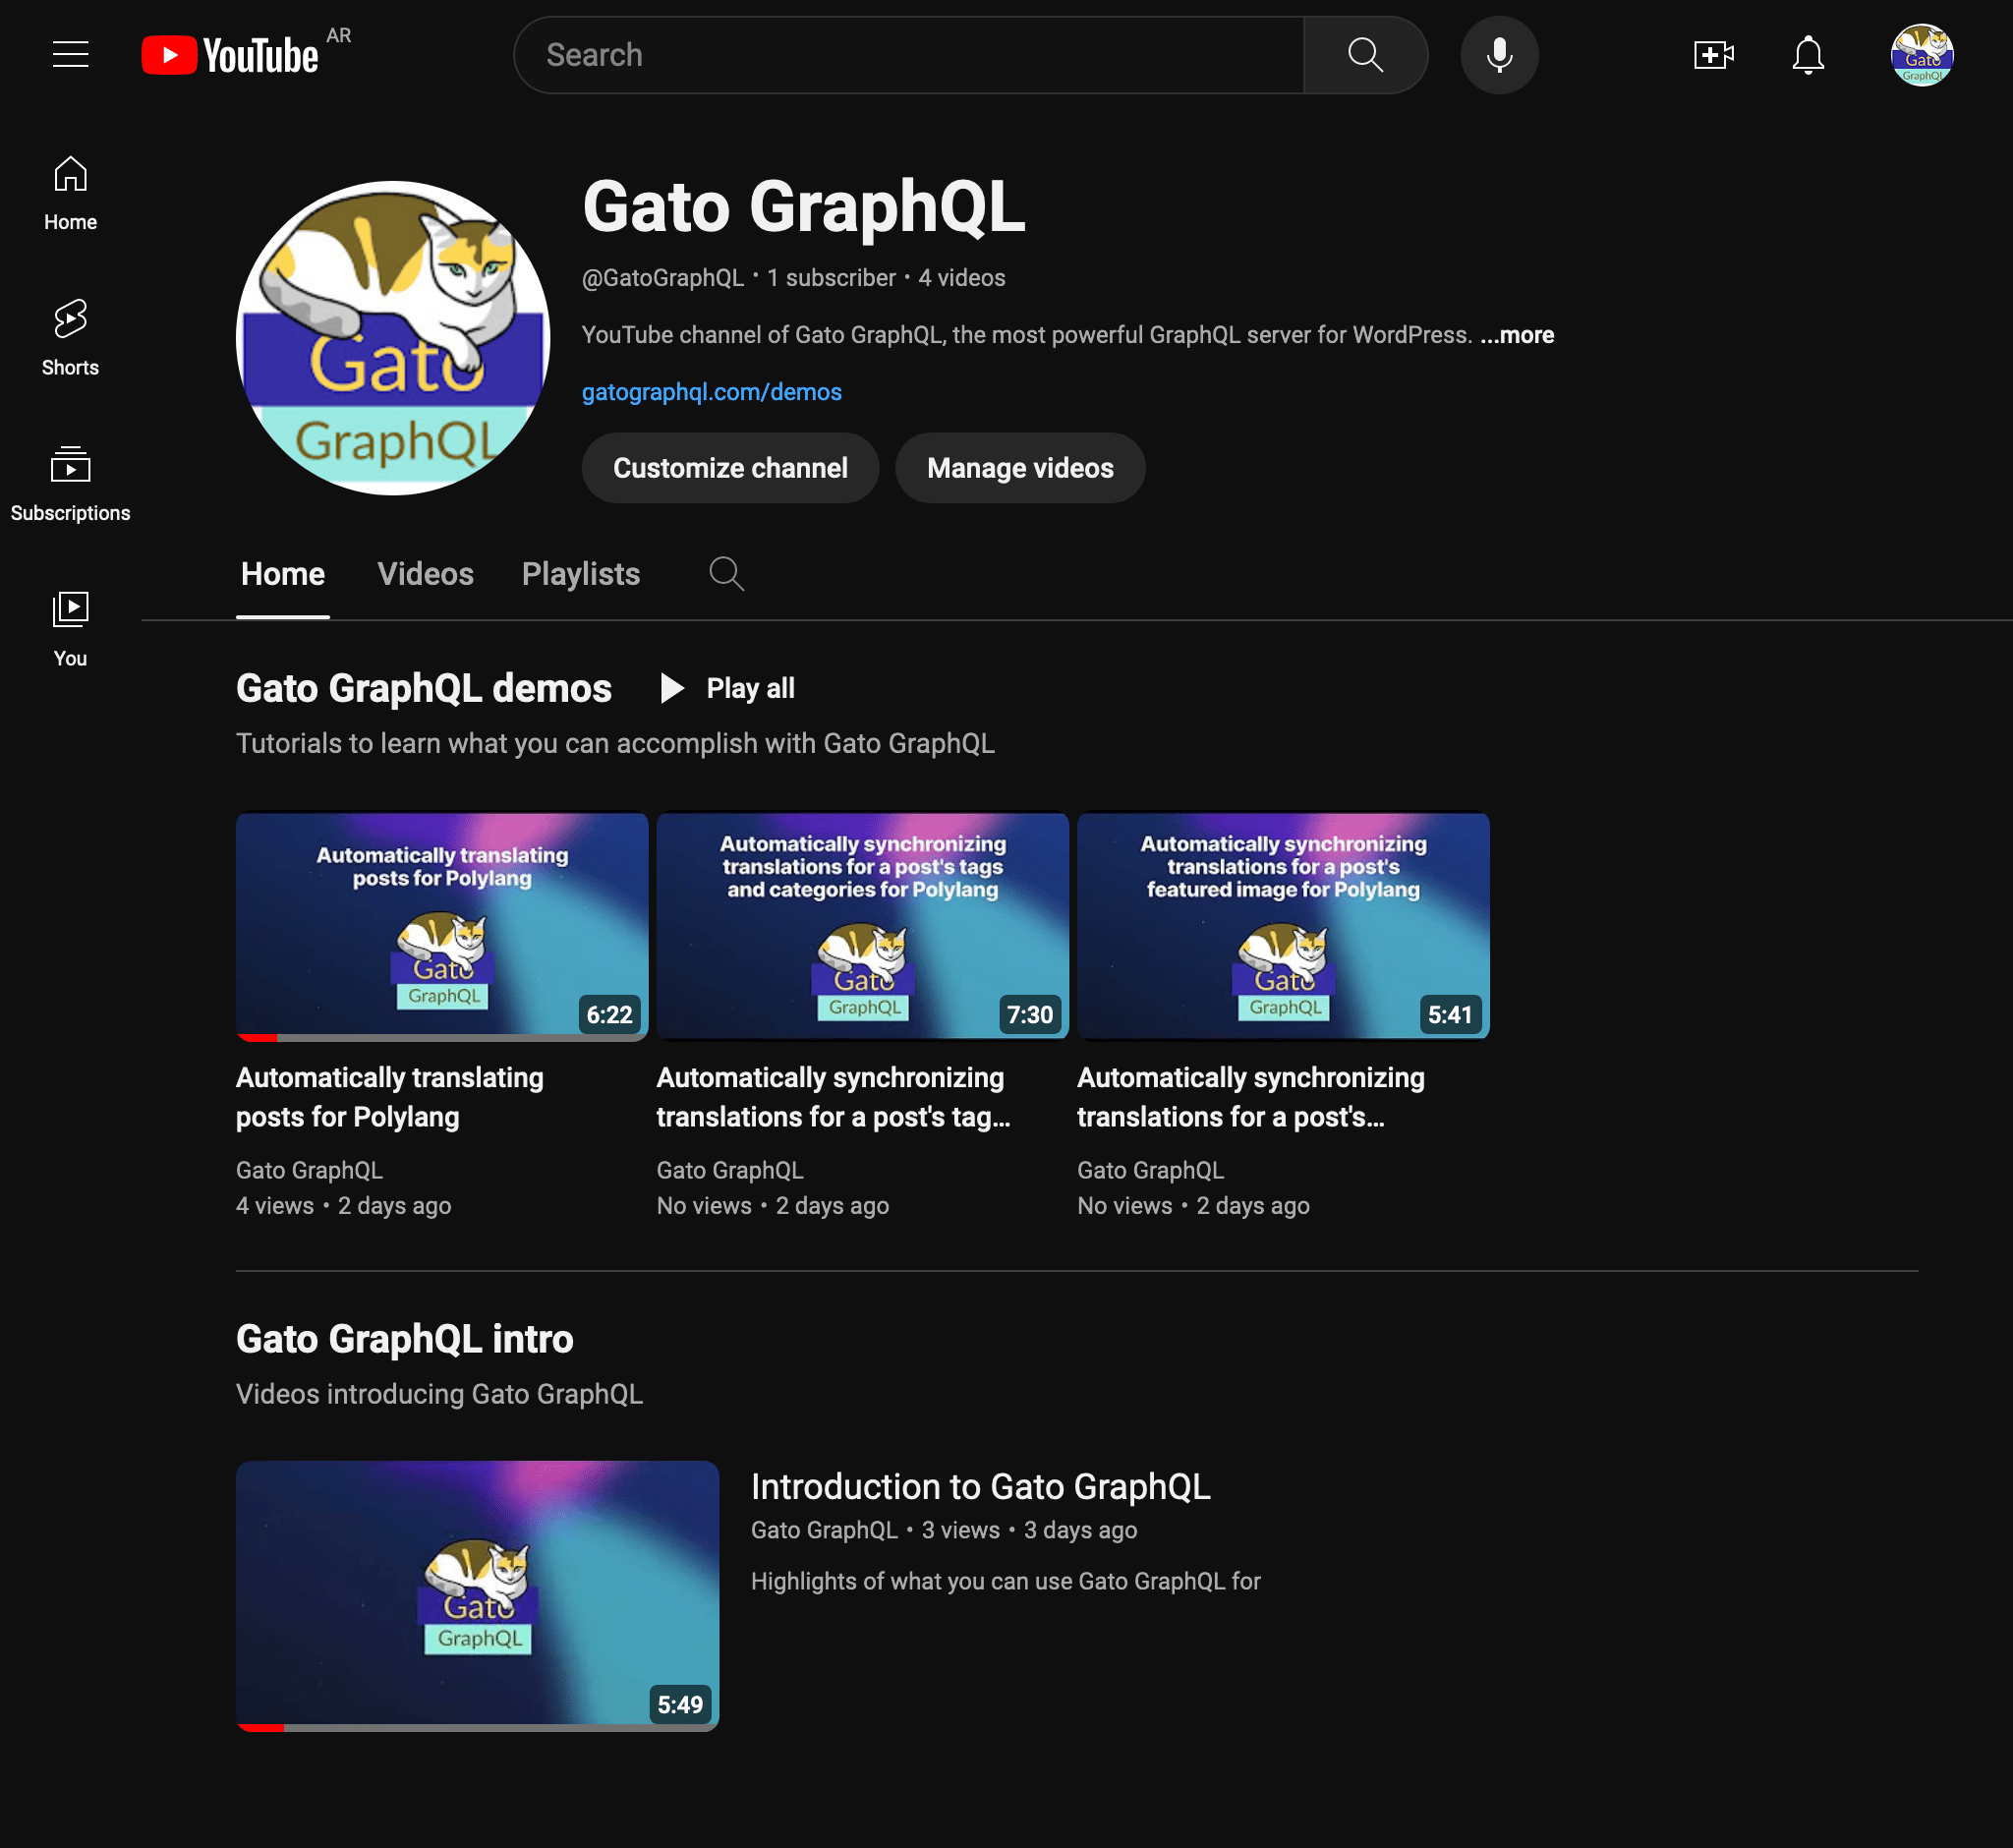 YouTube AR
Search
Gato
GraphQL
Home
Shorts
Subscriptions
You
Gato
GraphQL
Gato GraphQL
@GatoGraphQL • 1 subscriber • 4 videos
YouTube channel of Gato GraphQL, the most powerful GraphQL server for WordPress. ...more
gatographql.com/demos
Customize channel
Manage videos
Home
Videos
Playlists
Gato GraphQL demos
Play all
Tutorials to learn what you can accomplish with Gato GraphQL
Automatically translating
posts for Polylang
Gato
GraphQL
6:22
Automatically translating
posts for Polylang
Gato GraphQL
4 views • 2 days ago
Automatically synchronizing
translations for a post's tags
and categories for Polylang
Gato
GraphQL
7:30
Automatically synchronizing
translations for a post's tag...
Gato GraphQL
No views • 2 days ago
Automatically synchronizing
translations for a post's
featured image for Polylang
Gato
GraphQL
5:41
Automatically synchronizing
translations for a post's...
Gato GraphQL
No views • 2 days ago
Gato GraphQL intro
Videos introducing Gato GraphQL
Gato
GraphQL
5:49
Introduction to Gato GraphQL
Gato GraphQL • 3 views • 3 days ago
Highlights of what you can use Gato GraphQL for